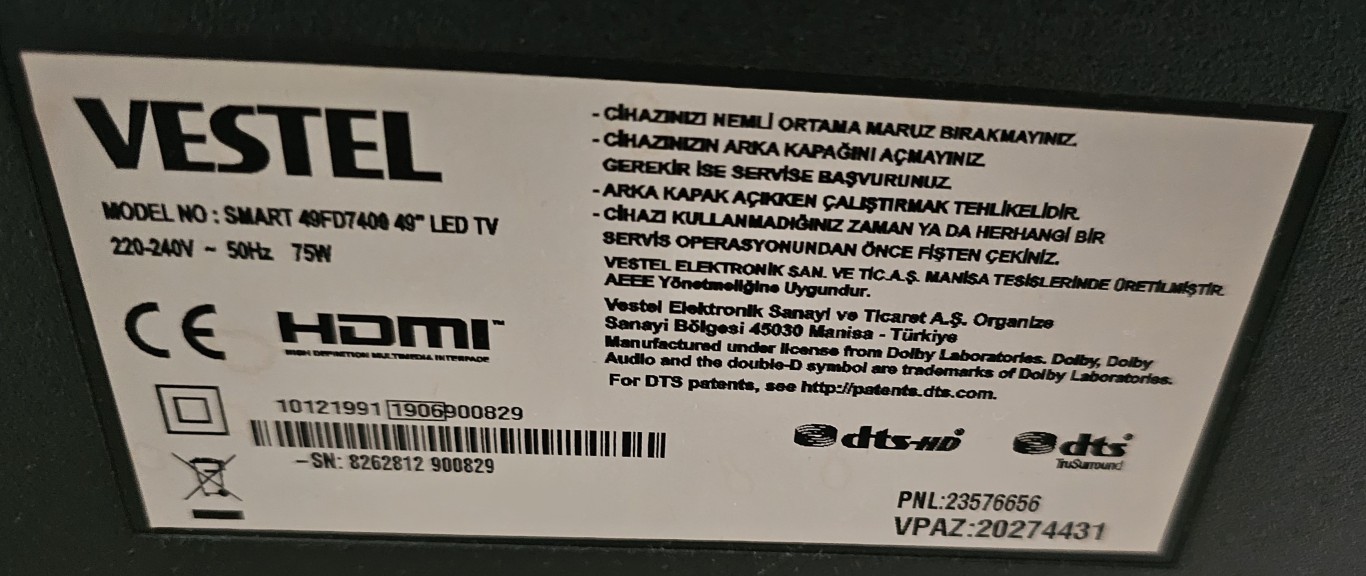 VESTEL
MODEL NO : SMART 49FD7400 49" LED TV
220-240V ~ 50Hz 75W
CE HDMI™
HIGH DEFINITION MULTIMEDIA INTERFACE
10121991 1906900829
-SN: 8262812 900829
- CİHAZINIZI NEMLİ ORTAMA MARUZ BIRAKMAYINIZ.
- CİHAZINIZIN ARKA KAPAĞINI AÇMAYINIZ.
GEREKİR İSE SERVİSE BAŞVURUNUZ.
- ARKA KAPAK AÇIKKEN ÇALIŞTIRMAK TEHLİKELİDİR.
- CİHAZI KULLANMADIĞINIZ ZAMAN YA DA HERHANGİ BİR
SERVİS OPERASYONUNDAN ÖNCE FİŞTEN ÇEKİNİZ.
VESTEL ELEKTRONİK SAN. VE TİC.A.Ş. MANİSA TESİSLERİNDE ÜRETİLMİŞTİR.
AEEE Yönetmeliğine Uygundur.
Vestel Elektronik Sanayi ve Ticaret A.Ş. Organize
Sanayi Bölgesi 45030 Manisa - Türkiye
Manufactured under license from Dolby Laboratories. Dolby, Dolby
Audio and the double-D symbol are trademarks of Dolby Laboratories.
For DTS patents, see http://patents.dts.com.
dts-HD dts
TruSurround
PNL:23576656
VPAZ:20274431